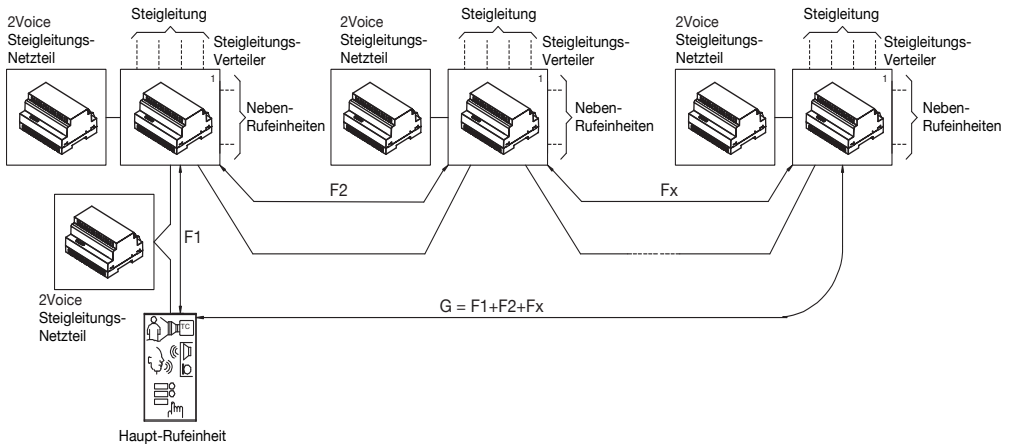 2Voice
Steigleitungs-
Netzteil
Steigleitung
Steigleitungs-
Verteiler
1
Neben-
Rufeinheiten
2Voice
Steigleitungs-
Netzteil
Steigleitung
Steigleitungs-
Verteiler
1
Neben-
Rufeinheiten
2Voice
Steigleitungs-
Netzteil
Steigleitung
Steigleitungs-
Verteiler
1
Neben-
Rufeinheiten
F2
Fx
F1
2Voice
Steigleitungs-
Netzteil
G = F1+F2+Fx
TC
Haupt-Rufeinheit